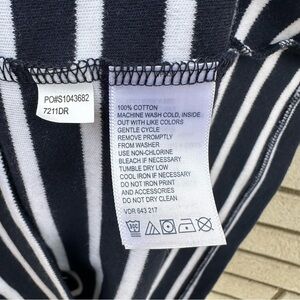 PO#S1043682
7211DR
100% COTTON
MACHINE WASH COLD, INSIDE
OUT WITH LIKE COLORS
GENTLE CYCLE
REMOVE PROMPTLY
FROM WASHER
USE NON-CHLORINE
BLEACH IF NECESSARY
TUMBLE DRY LOW
COOL IRON IF NECESSARY
DO NOT IRON PRINT
AND ACCESSORIES
DO NOT DRY CLEAN
VDR 643 217